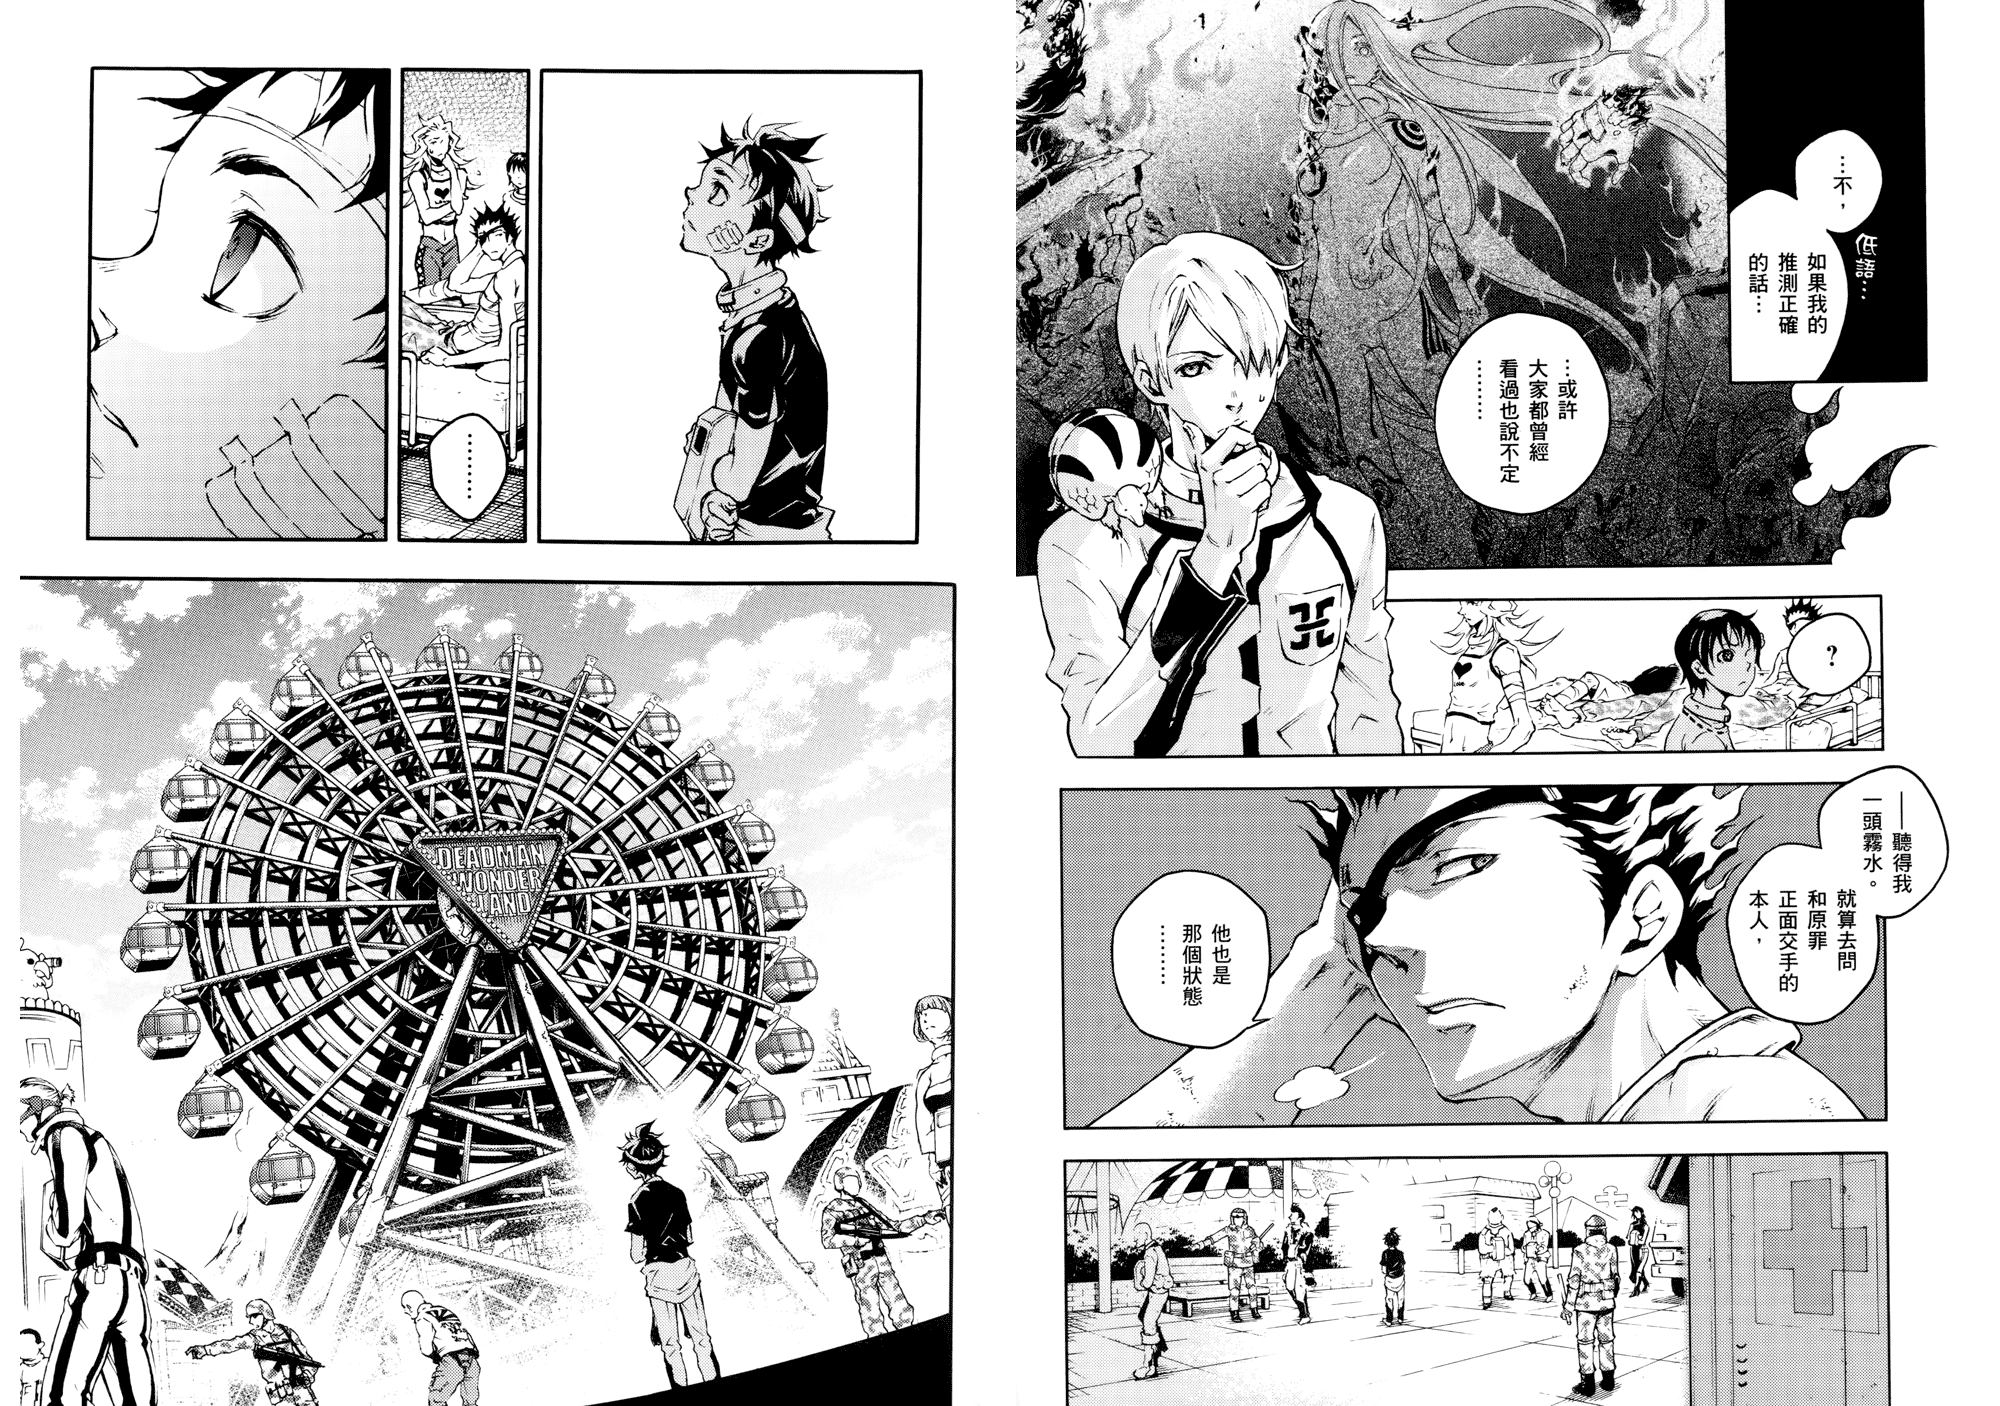 …不，
如果我的
推測正確
的話…
低語…
…或許
大家都曾經
看過也說不定
………
？
——聽得我
一頭霧水。
就算去問
和原罪
正面交手的
本人，
他也是
那個狀態
………
………
DEADMAN
WONDER
LAND